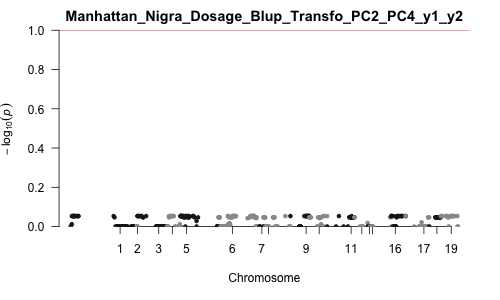 Manhattan_Nigra_Dosage_Blup_Transfo_PC2_PC4_y1_y2
− log₁₀(p)
1.0
0.8
0.6
0.4
0.2
0.0
1 2 3 5 6 7 9 11 16 17 19
Chromosome